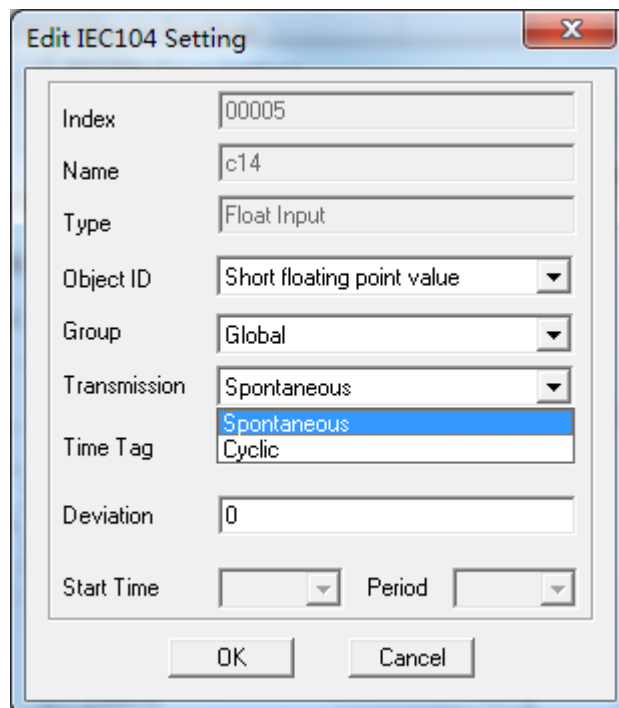 Edit IEC104 Setting
Index 00005
Name c14
Type Float Input
Object ID Short floating point value
Group Global
Transmission Spontaneous
Spontaneous
Time Tag Cyclic
Deviation 0
Start Time Period
OK Cancel